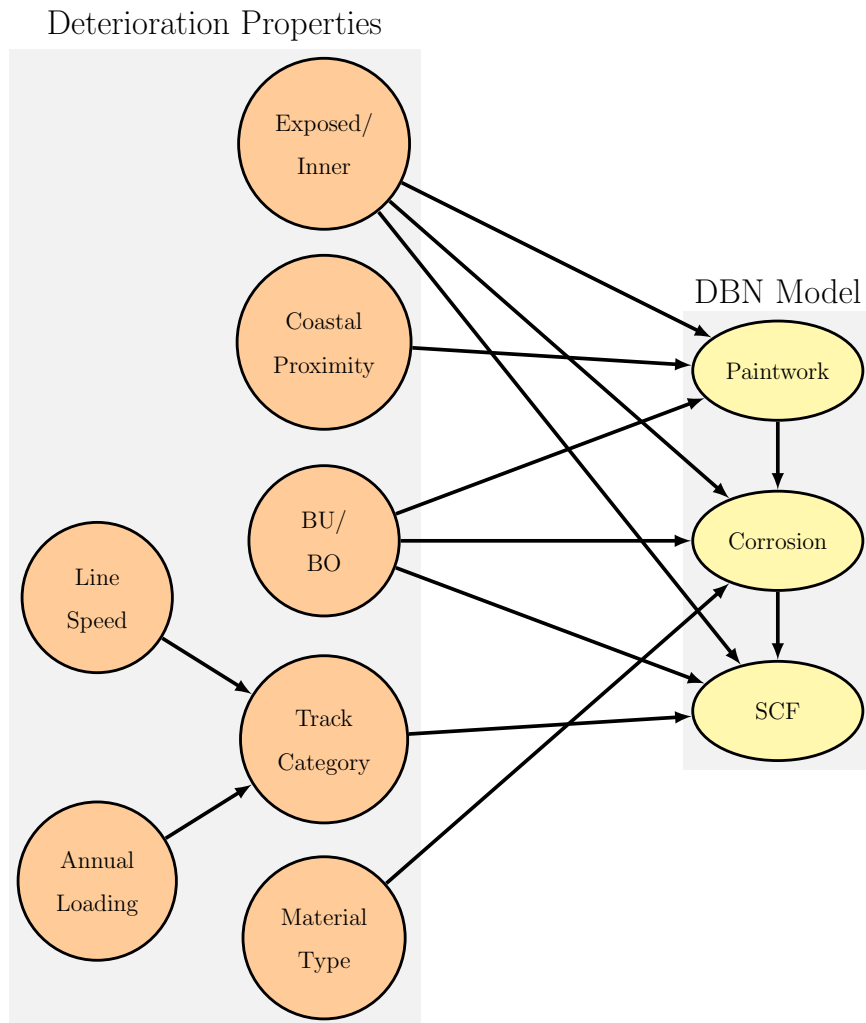 Deterioration Properties
Exposed/
Inner
Coastal
Proximity
DBN Model
Paintwork
BU/
BO
Corrosion
Line
Speed
Track
Category
SCF
Annual
Loading
Material
Type